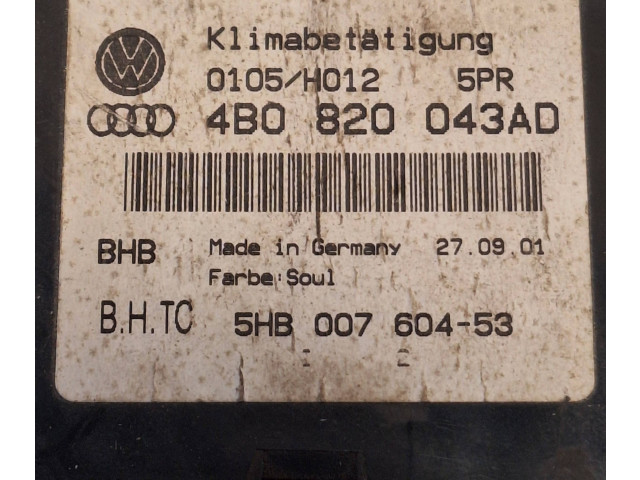 Klimabetätigung
0105/H012 5PR
4B0 820 043AD
BHB Made in Germany 27.09.01
Farbe:Soul
B.H.TC 5HB 007 604-53
1 2